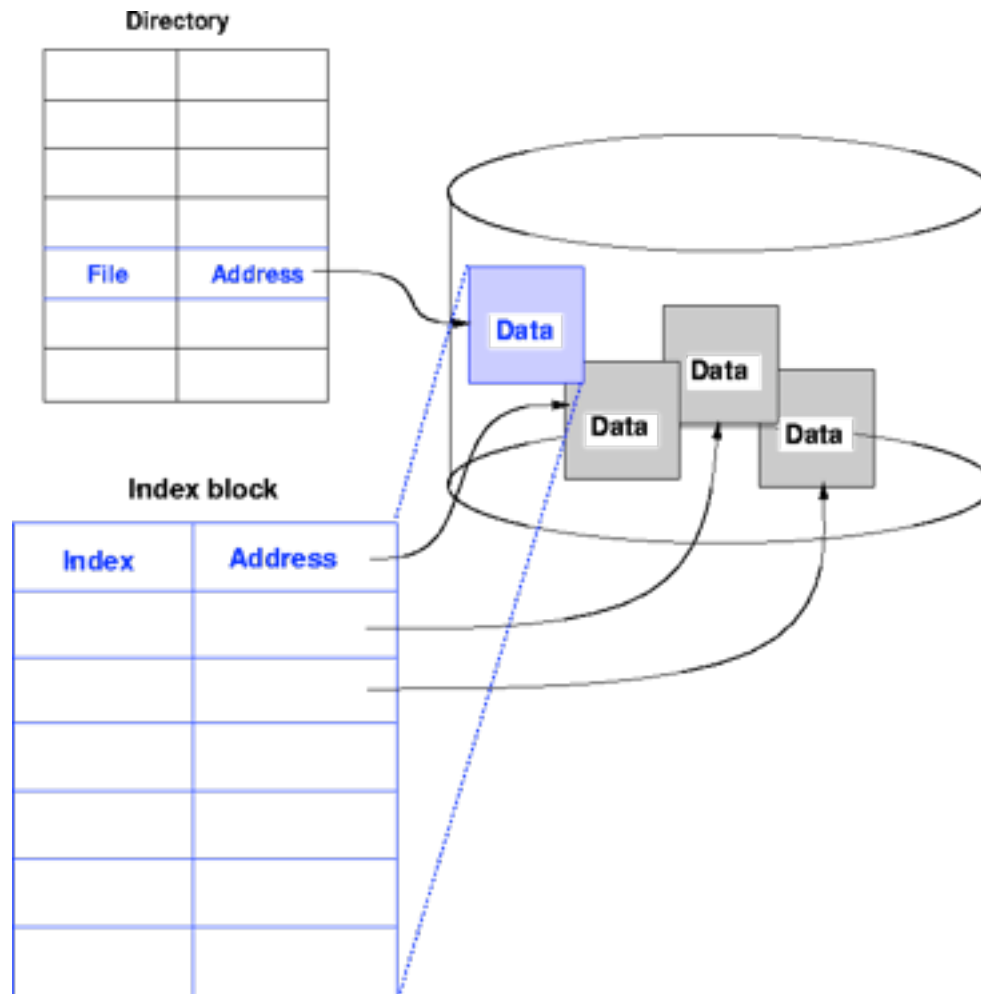 Directory
File Address
Data
Data
Data
Data
Index block
Index Address